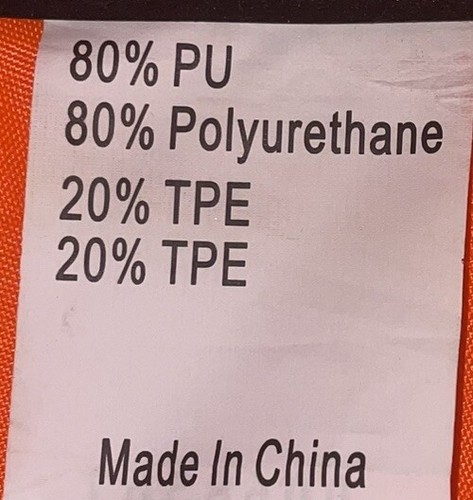 80% PU
80% Polyurethane
20% TPE
20% TPE
Made In China